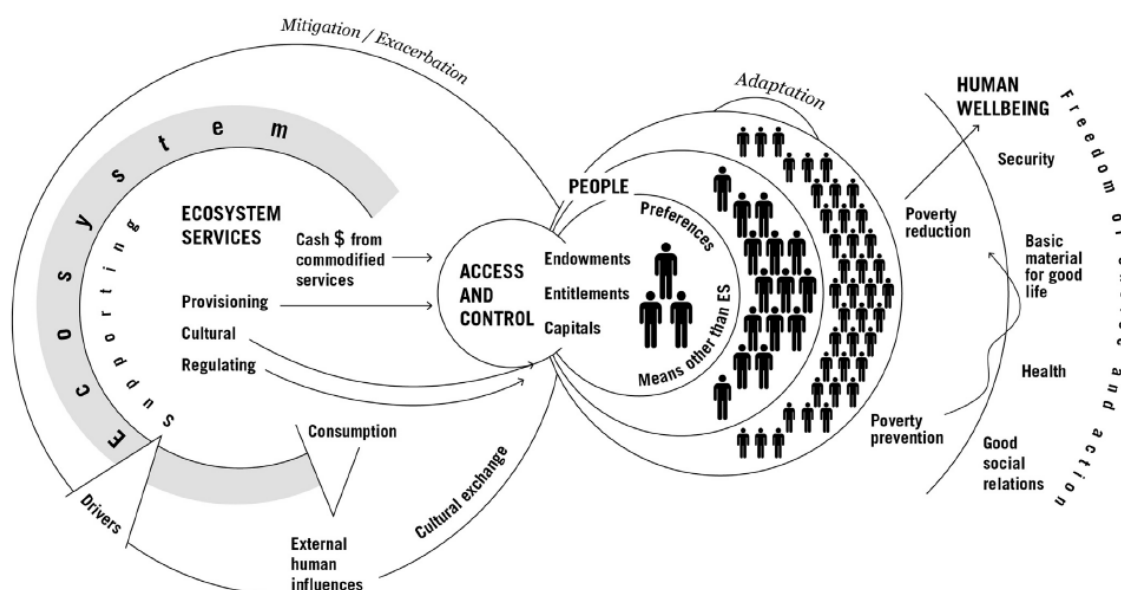 Mitigation / Exacerbation
Ecosystem
Supporting
ECOSYSTEM
SERVICES
Cash $ from
commodified
services
Provisioning
Cultural
Regulating
Consumption
Drivers
External
human
influences
Cultural exchange
ACCESS
AND
CONTROL
Adaptation
PEOPLE
Endowments
Entitlements
Capitals
Preferences
Means other than ES
HUMAN
WELLBEING
Security
Poverty
reduction
Basic
material
for good
life
Health
Poverty
prevention
Good
social
relations
Freedom of choice and action